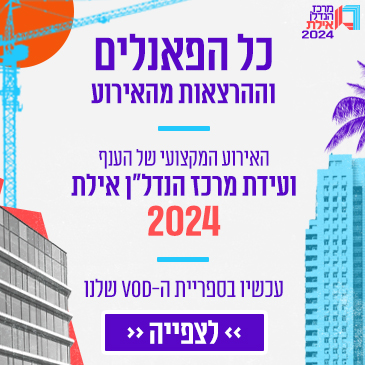 מרכז
הנדלן
אילת
2024
כל הפאנלים
וההרצאות מהאירוע
האירוע המקצועי של הענף
ועידת מרכז הנדל"ן אילת
2024
עכשיו בספריית ה-VOD שלנו
>> לצפייה <<